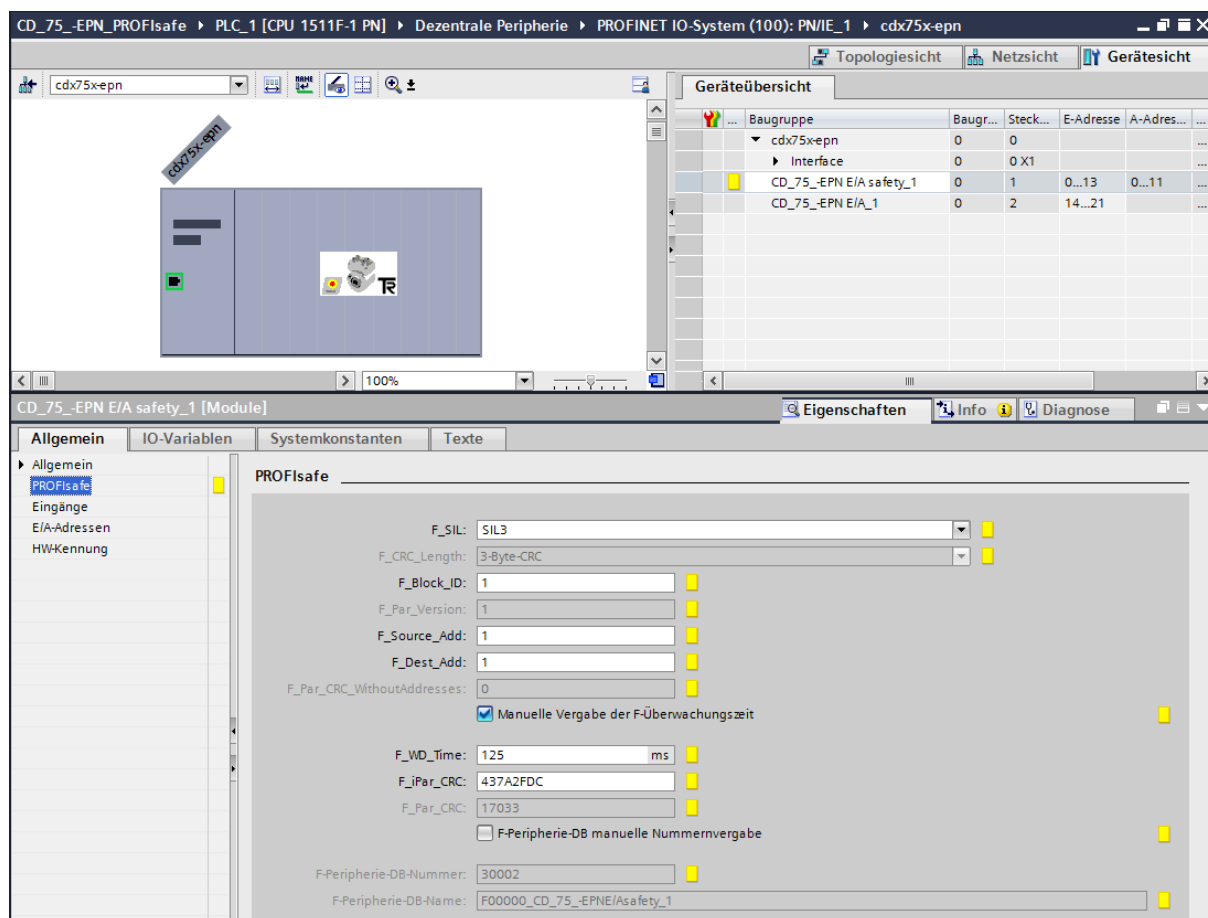 CD_75_-EPN_PROFIsafe ▸ PLC_1 [CPU 1511F-1 PN] ▸ Dezentrale Peripherie ▸ PROFINET IO-System (100): PN/IE_1 ▸ cdx75x-epn
Topologiesicht Netzsicht Gerätesicht
cdx75x-epn
Geräteübersicht
... Baugruppe Baugr... Steck... E-Adresse A-Adres... ...
cdx75x-epn 0 0 ...
Interface 0 0 X1 ...
CD_75_-EPN E/A safety_1 0 1 0...13 0...11 ...
CD_75_-EPN E/A_1 0 2 14...21 ...
cdx75x-epn
TR
100%
CD_75_-EPN E/A safety_1 [Module]
Eigenschaften Info Diagnose
Allgemein IO-Variablen Systemkonstanten Texte
Allgemein
PROFIsafe
Eingänge
E/A-Adressen
HW-Kennung
PROFIsafe
F_SIL: SIL3
F_CRC_Length: 3-Byte-CRC
F_Block_ID: 1
F_Par_Version: 1
F_Source_Add: 1
F_Dest_Add: 1
F_Par_CRC_WithoutAddresses: 0
Manuelle Vergabe der F-Überwachungszeit
F_WD_Time: 125 ms
F_iPar_CRC: 437A2FDC
F_Par_CRC: 17033
F-Peripherie-DB manuelle Nummernvergabe
F-Peripherie-DB-Nummer: 30002
F-Peripherie-DB-Name: F00000_CD_75_-EPNE/Asafety_1